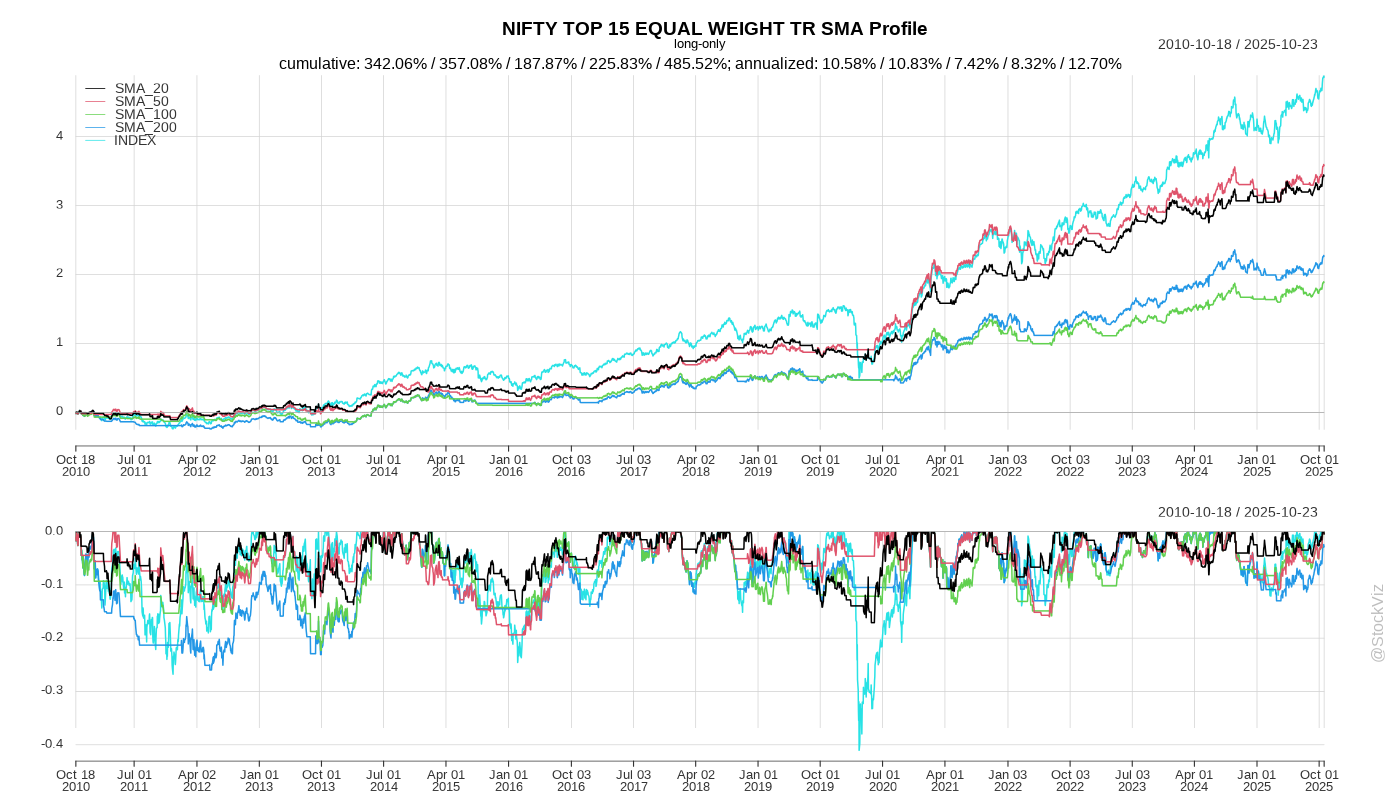 NIFTY TOP 15 EQUAL WEIGHT TR SMA Profile
long-only
2010-10-18 / 2025-10-23
cumulative: 342.06% / 357.08% / 187.87% / 225.83% / 485.52%; annualized: 10.58% / 10.83% / 7.42% / 8.32% / 12.70%
SMA_20
SMA_50
SMA_100
SMA_200
INDEX
4
3
2
1
0
Oct 18 Jul 01 Apr 02 Jan 01 Oct 01 Jul 01 Apr 01 Jan 01 Oct 03 Jul 03 Apr 02 Jan 01 Oct 01 Jul 01 Apr 01 Jan 03 Oct 03 Jul 03 Apr 01 Jan 01 Oct 01
2010 2011 2012 2013 2013 2014 2015 2016 2016 2017 2018 2019 2019 2020 2021 2022 2022 2023 2024 2025 2025
2010-10-18 / 2025-10-23
0.0
-0.1
-0.2
-0.3
-0.4
Oct 18 Jul 01 Apr 02 Jan 01 Oct 01 Jul 01 Apr 01 Jan 01 Oct 03 Jul 03 Apr 02 Jan 01 Oct 01 Jul 01 Apr 01 Jan 03 Oct 03 Jul 03 Apr 01 Jan 01 Oct 01
2010 2011 2012 2013 2013 2014 2015 2016 2016 2017 2018 2019 2019 2020 2021 2022 2022 2023 2024 2025 2025
@StockViz